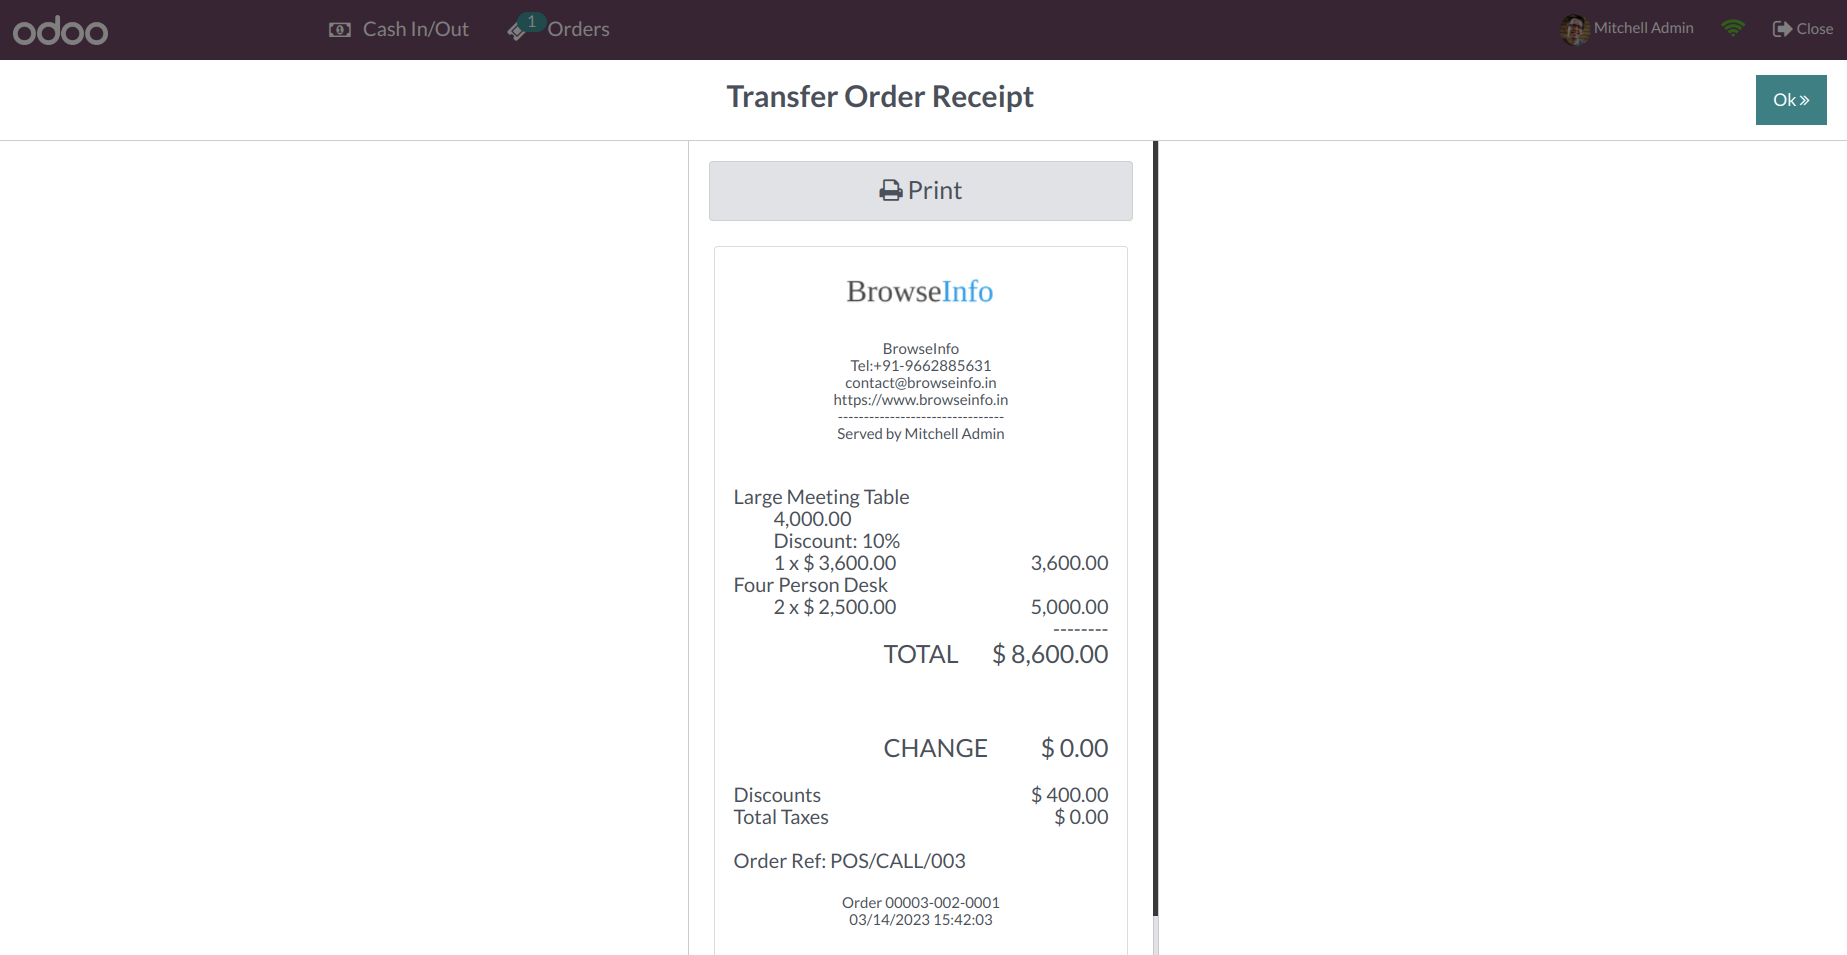 odoo Cash In/Out 1 Orders Mitchell Admin Close
Transfer Order Receipt
Ok
Print
BrowseInfo
BrowseInfo
Tel:+91-9662885631
contact@browseinfo.in
https://www.browseinfo.in
--------------------------------
Served by Mitchell Admin
Large Meeting Table
4,000.00
Discount: 10%
1 x $ 3,600.00 3,600.00
Four Person Desk
2 x $ 2,500.00 5,000.00
--------
TOTAL $ 8,600.00
CHANGE $ 0.00
Discounts $ 400.00
Total Taxes $ 0.00
Order Ref: POS/CALL/003
Order 00003-002-0001
03/14/2023 15:42:03